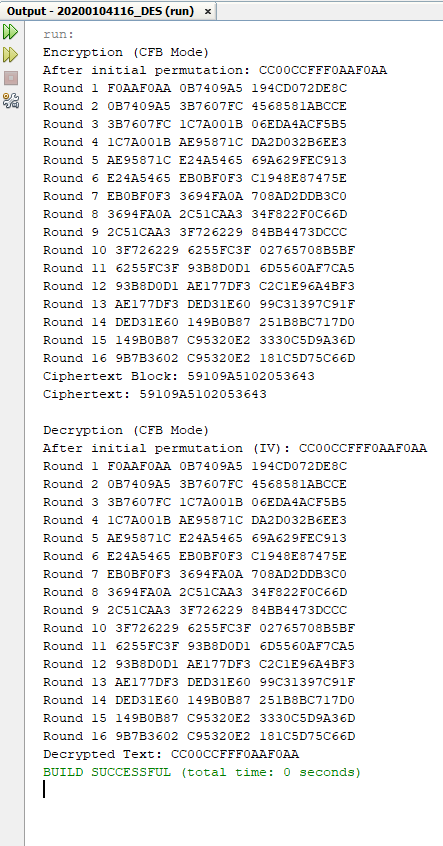 Output - 20200104116_DES (run) ×
run:
Encryption (CFB Mode)
After initial permutation: CC00CCFFF0AAF0AA
Round 1 F0AAF0AA 0B7409A5 194CD072DE8C
Round 2 0B7409A5 3B7607FC 4568581ABCCE
Round 3 3B7607FC 1C7A001B 06EDA4ACF5B5
Round 4 1C7A001B AE95871C DA2D032B6EE3
Round 5 AE95871C E24A5465 69A629FEC913
Round 6 E24A5465 EB0BF0F3 C1948E87475E
Round 7 EB0BF0F3 3694FA0A 708AD2DDB3C0
Round 8 3694FA0A 2C51CAA3 34F822F0C66D
Round 9 2C51CAA3 3F726229 84BB4473DCCC
Round 10 3F726229 6255FC3F 02765708B5BF
Round 11 6255FC3F 93B8D0D1 6D5560AF7CA5
Round 12 93B8D0D1 AE177DF3 C2C1E96A4BF3
Round 13 AE177DF3 DED31E60 99C31397C91F
Round 14 DED31E60 149B0B87 251B8BC717D0
Round 15 149B0B87 C95320E2 3330C5D9A36D
Round 16 9B7B3602 C95320E2 181C5D75C66D
Ciphertext Block: 59109A5102053643
Ciphertext: 59109A5102053643
Decryption (CFB Mode)
After initial permutation (IV): CC00CCFFF0AAF0AA
Round 1 F0AAF0AA 0B7409A5 194CD072DE8C
Round 2 0B7409A5 3B7607FC 4568581ABCCE
Round 3 3B7607FC 1C7A001B 06EDA4ACF5B5
Round 4 1C7A001B AE95871C DA2D032B6EE3
Round 5 AE95871C E24A5465 69A629FEC913
Round 6 E24A5465 EB0BF0F3 C1948E87475E
Round 7 EB0BF0F3 3694FA0A 708AD2DDB3C0
Round 8 3694FA0A 2C51CAA3 34F822F0C66D
Round 9 2C51CAA3 3F726229 84BB4473DCCC
Round 10 3F726229 6255FC3F 02765708B5BF
Round 11 6255FC3F 93B8D0D1 6D5560AF7CA5
Round 12 93B8D0D1 AE177DF3 C2C1E96A4BF3
Round 13 AE177DF3 DED31E60 99C31397C91F
Round 14 DED31E60 149B0B87 251B8BC717D0
Round 15 149B0B87 C95320E2 3330C5D9A36D
Round 16 9B7B3602 C95320E2 181C5D75C66D
Decrypted Text: CC00CCFFF0AAF0AA
BUILD SUCCESSFUL (total time: 0 seconds)